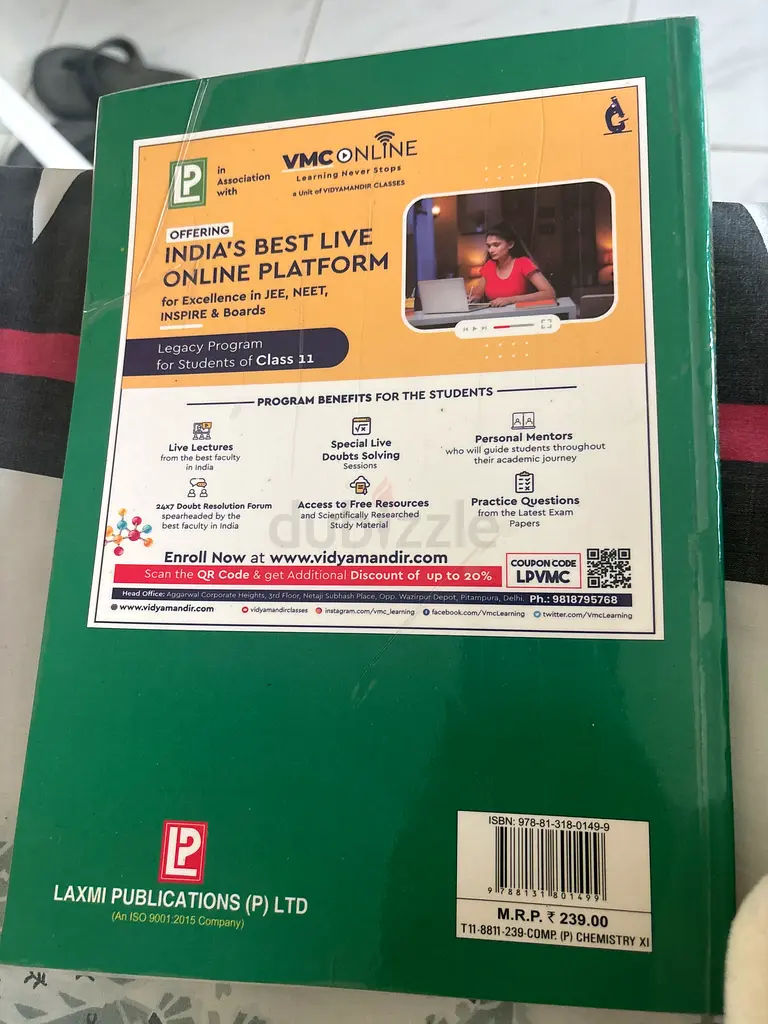 LP
in
Association
with
VMC ONLINE
Learning Never Stops
a Unit of VIDYAMANDIR CLASSES
OFFERING
INDIA'S BEST LIVE
ONLINE PLATFORM
for Excellence in JEE, NEET,
INSPIRE & Boards
Legacy Program
for Students of Class 11
PROGRAM BENEFITS FOR THE STUDENTS
Live Lectures
from the best faculty
in India
Special Live
Doubts Solving
Sessions
Personal Mentors
who will guide students throughout
their academic journey
24x7 Doubt Resolution Forum
spearheaded by the
best faculty in India
Access to Free Resources
and Scientifically Researched
Study Material
Practice Questions
from the Latest Exam
Papers
dubizzle
Enroll Now at www.vidyamandir.com
Scan the QR Code & get Additional Discount of up to 20%
COUPON CODE
LPVMC
Head Office: Aggarwal Corporate Heights, 3rd Floor, Netaji Subhash Place, Opp. Wazirpur Depot, Pitampura, Delhi. Ph.: 9818795768
www.vidyamandir.com vidyamandirclasses instagram.com/vmc_learning facebook.com/VmcLearning twitter.com/VmcLearning
LP
LAXMI PUBLICATIONS (P) LTD
(An ISO 9001:2015 Company)
ISBN: 978-81-318-0149-9
9 788131 801499
M.R.P. ₹ 239.00
T11-8811-239-COMP. (P) CHEMISTRY XI